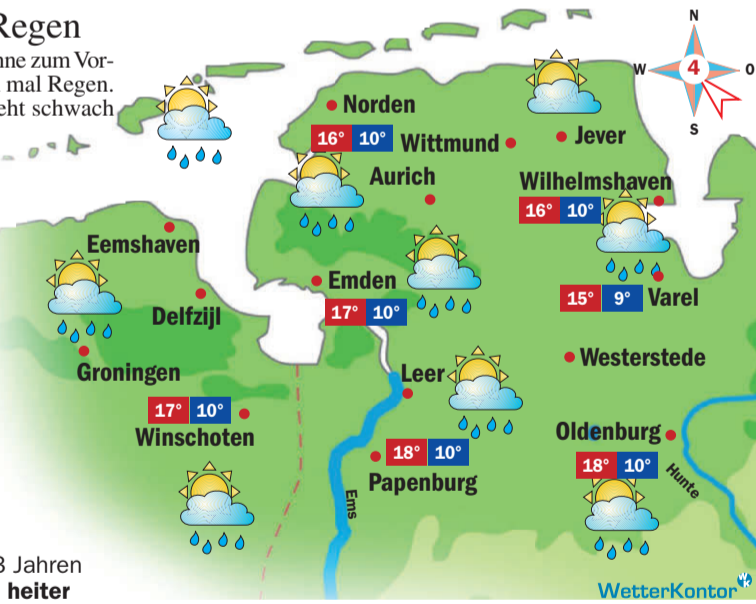 Regen
nne zum Vor-
mal Regen.
eht schwach
N
W 4 O
S
Norden
16° 10°
Wittmund
Jever
Aurich
Wilhelmshaven
16° 10°
Eemshaven
Emden
17° 10°
Delfzijl
15° 9° Varel
Groningen
Leer
Westerstede
17° 10°
Winschoten
Oldenburg
18° 10°
Hunte
18° 10°
Papenburg
Ems
3 Jahren
heiter
WetterKontor